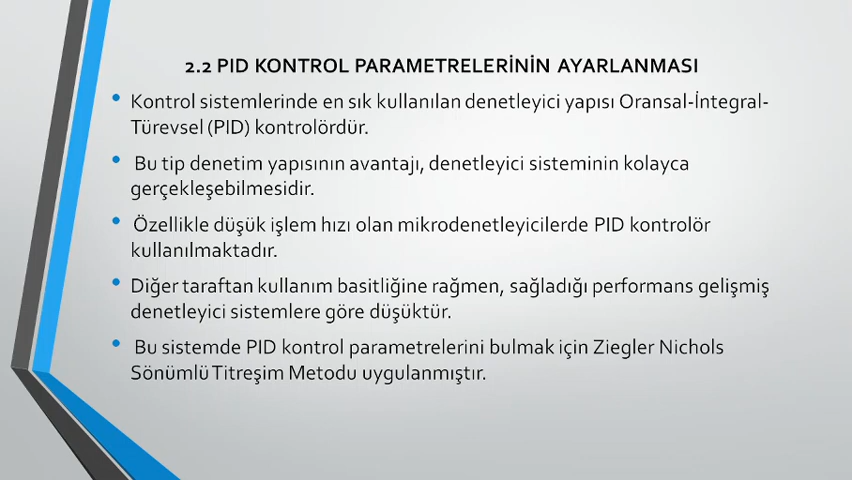 2.2 PID KONTROL PARAMETRELERİNİN AYARLANMASI
• Kontrol sistemlerinde en sık kullanılan denetleyici yapısı Oransal-İntegral-
Türevsel (PID) kontrolördür.
• Bu tip denetim yapısının avantajı, denetleyici sisteminin kolayca
gerçekleşebilmesidir.
• Özellikle düşük işlem hızı olan mikrodenetleyicilerde PID kontrolör
kullanılmaktadır.
• Diğer taraftan kullanım basitliğine rağmen, sağladığı performans gelişmiş
denetleyici sistemlere göre düşüktür.
• Bu sistemde PID kontrol parametrelerini bulmak için Ziegler Nichols
Sönümlü Titreşim Metodu uygulanmıştır.